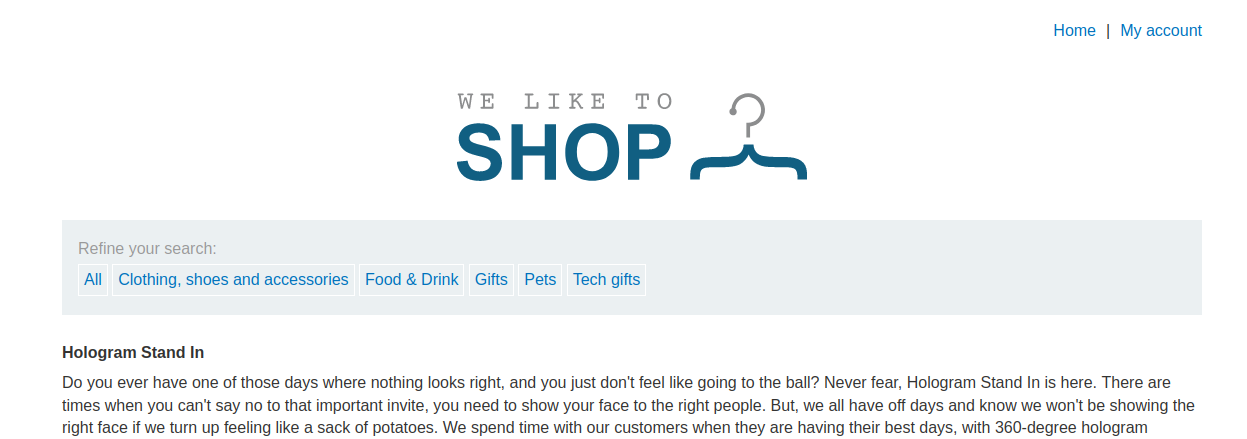 Home | My account
WE LIKE TO
SHOP
Refine your search:
All Clothing, shoes and accessories Food & Drink Gifts Pets Tech gifts
Hologram Stand In
Do you ever have one of those days where nothing looks right, and you just don't feel like going to the ball? Never fear, Hologram Stand In is here. There are
times when you can't say no to that important invite, you need to show your face to the right people. But, we all have off days and know we won't be showing the
right face if we turn up feeling like a sack of potatoes. We spend time with our customers when they are having their best days, with 360-degree hologram